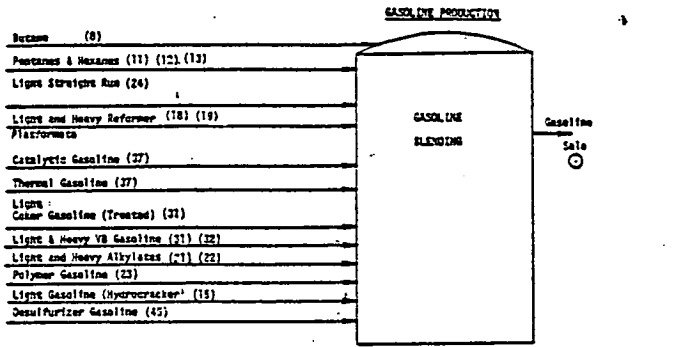 GASOLINE PRODUCTION
Butane (8)
Pentanes & Hexanes (11) (12) (13)
Light Straight Run (24)
Light and Heavy Reformer (18) (19)
Platformate
Catalytic Gasoline (37)
Thermal Gasoline (37)
Light
Coker Gasoline (Treated) (32)
Light & Heavy VB Gasoline (31) (32)
Light and Heavy Alkylates (21) (22)
Polymer Gasoline (23)
Light Gasoline (Hydrocracker) (15)
Desulfurizer Gasoline (45)
GASOLINE
BLENDING
Gasoline
Sale